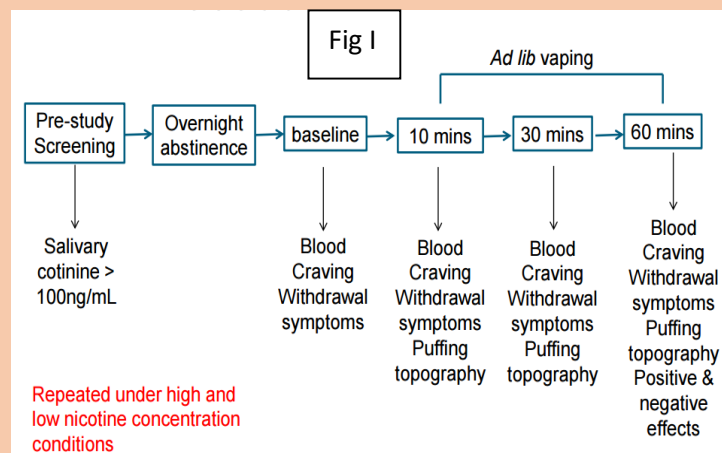 Fig I
Ad lib vaping
Pre-study
Screening
Overnight
abstinence
baseline
10 mins
30 mins
60 mins
Salivary
cotinine >
100ng/mL
Blood
Craving
Withdrawal
symptoms
Blood
Craving
Withdrawal
symptoms
Puffing
topography
Blood
Craving
Withdrawal
symptoms
Puffing
topography
Blood
Craving
Withdrawal
symptoms
Puffing
topography
Positive &
negative
effects
Repeated under high and
low nicotine concentration
conditions